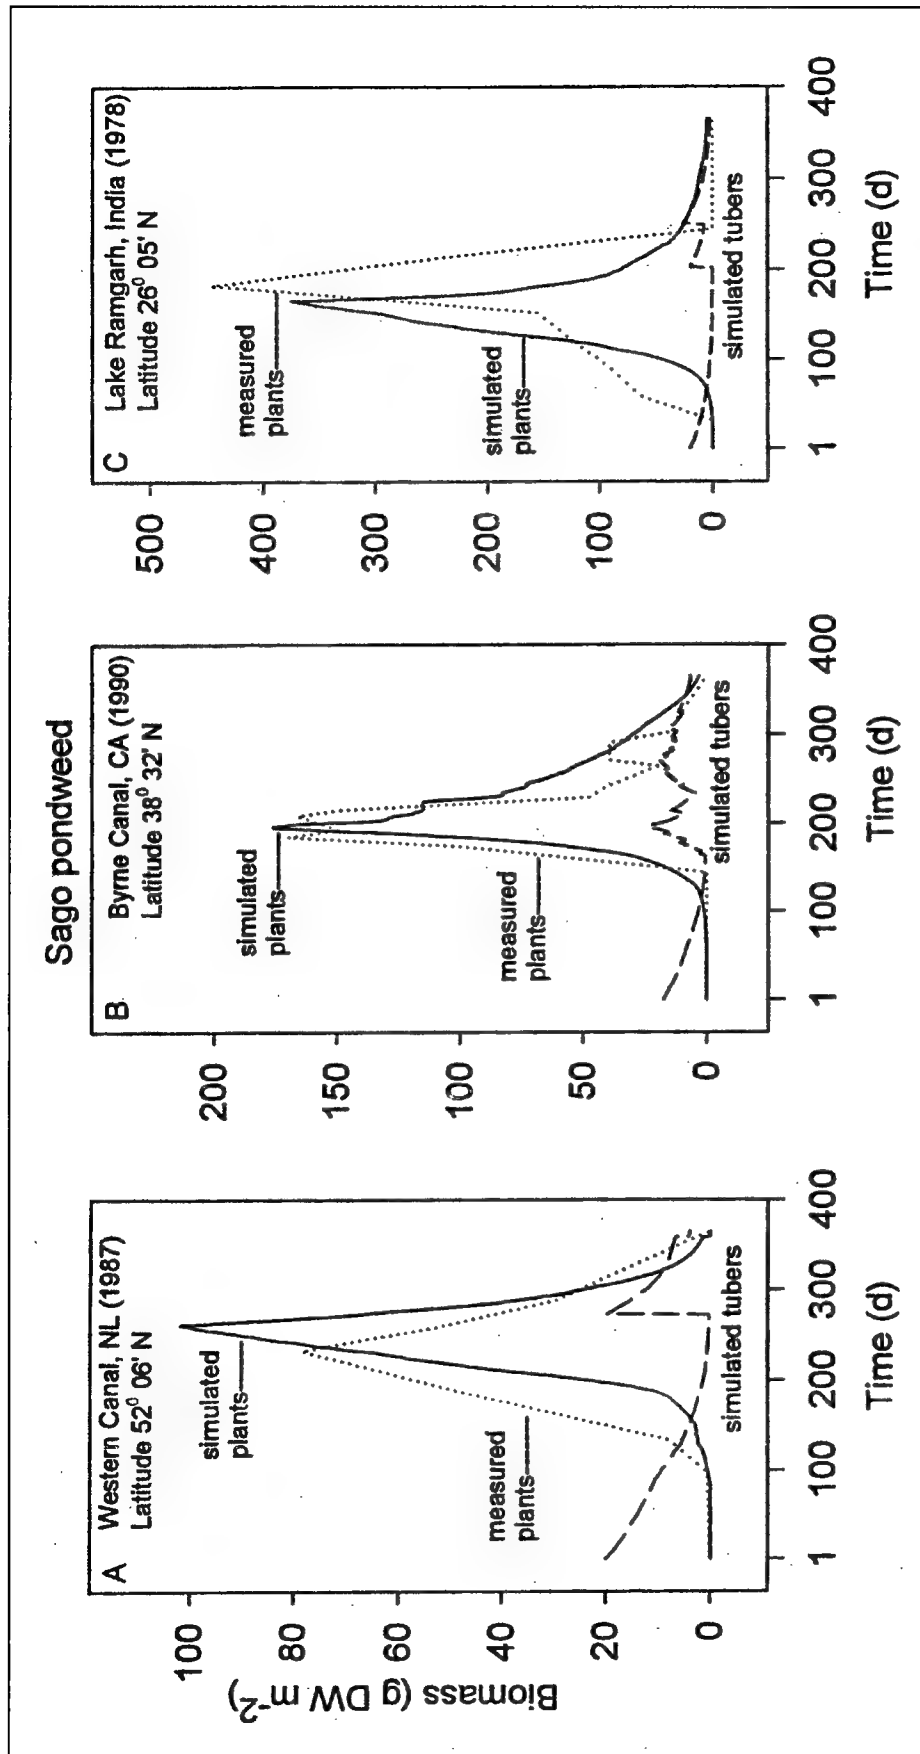 Sago pondweed
A Western Canal, NL (1987)
Latitude 52⁰ 06' N
simulated
plants
measured
plants
simulated tubers
Biomass (g DW m⁻²)
0
20
40
60
80
100
1
100
200
300
400
Time (d)
B Byrne Canal, CA (1990)
Latitude 38⁰ 32' N
simulated
plants
measured
plants
simulated tubers
0
50
100
150
200
1
100
200
300
400
Time (d)
C Lake Ramgarh, India (1978)
Latitude 26⁰ 05' N
measured
plants
simulated
plants
simulated tubers
0
100
200
300
400
500
1
100
200
300
400
Time (d)